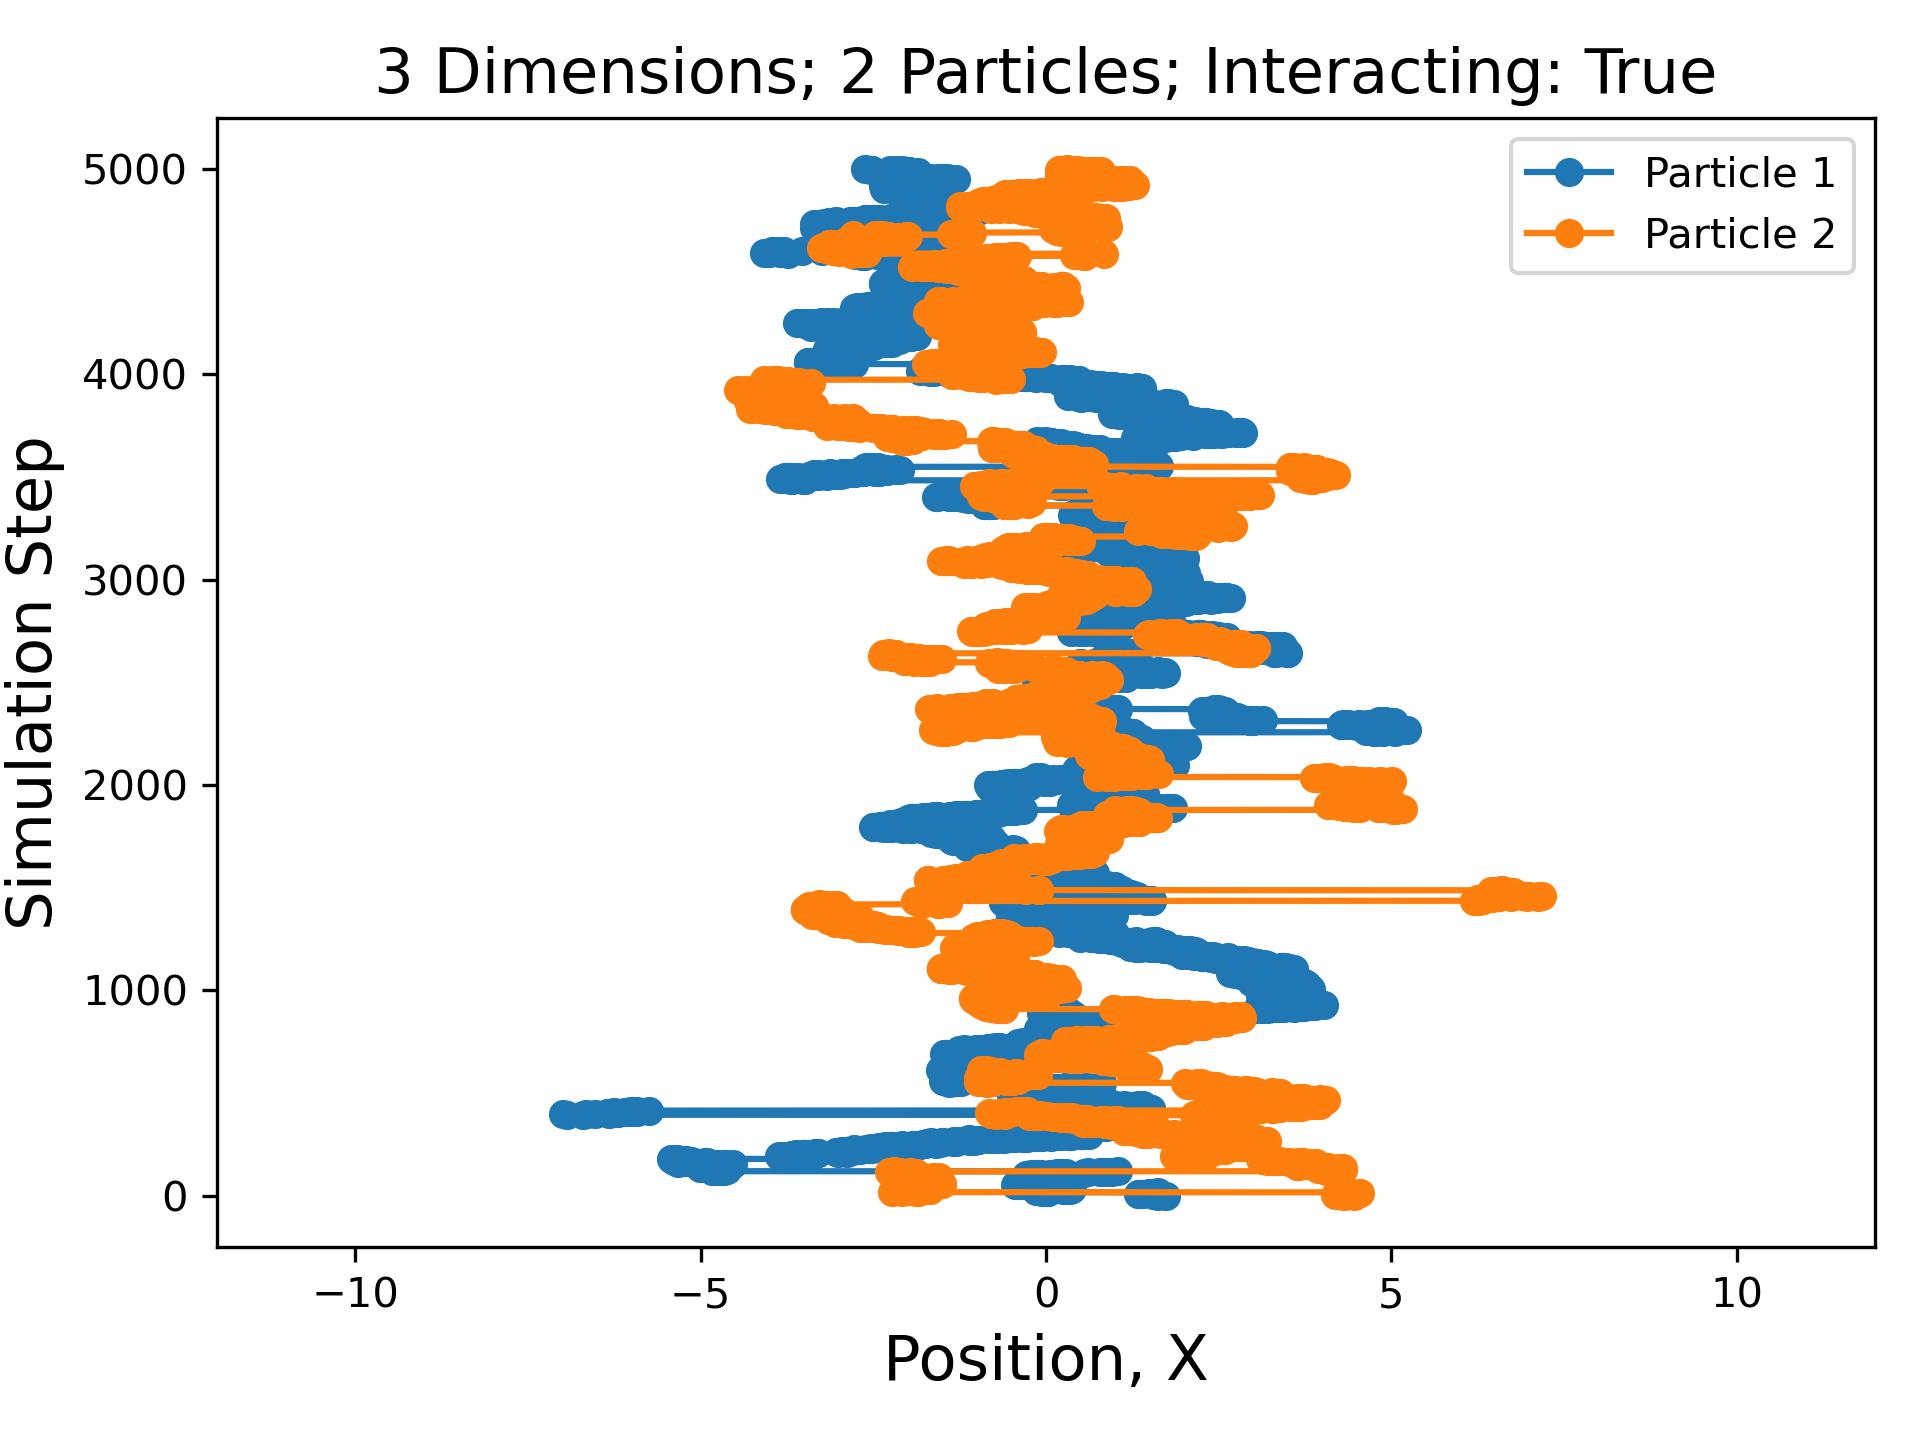 3 Dimensions; 2 Particles; Interacting: True
Particle 1
Particle 2
5000
4000
3000
2000
1000
0
Simulation Step
−10
−5
0
5
10
Position, X